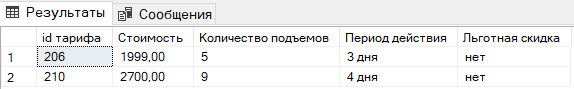 Результаты Сообщения
id тарифа Стоимость Количество подъемов Период действия Льготная скидка
1 206 1999,00 5 3 дня нет
2 210 2700,00 9 4 дня нет